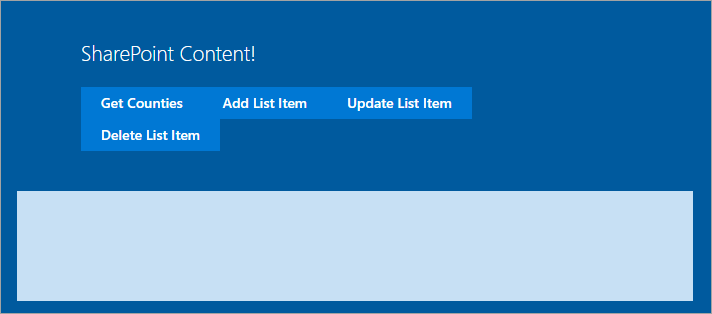 SharePoint Content!
Get Counties Add List Item Update List Item
Delete List Item